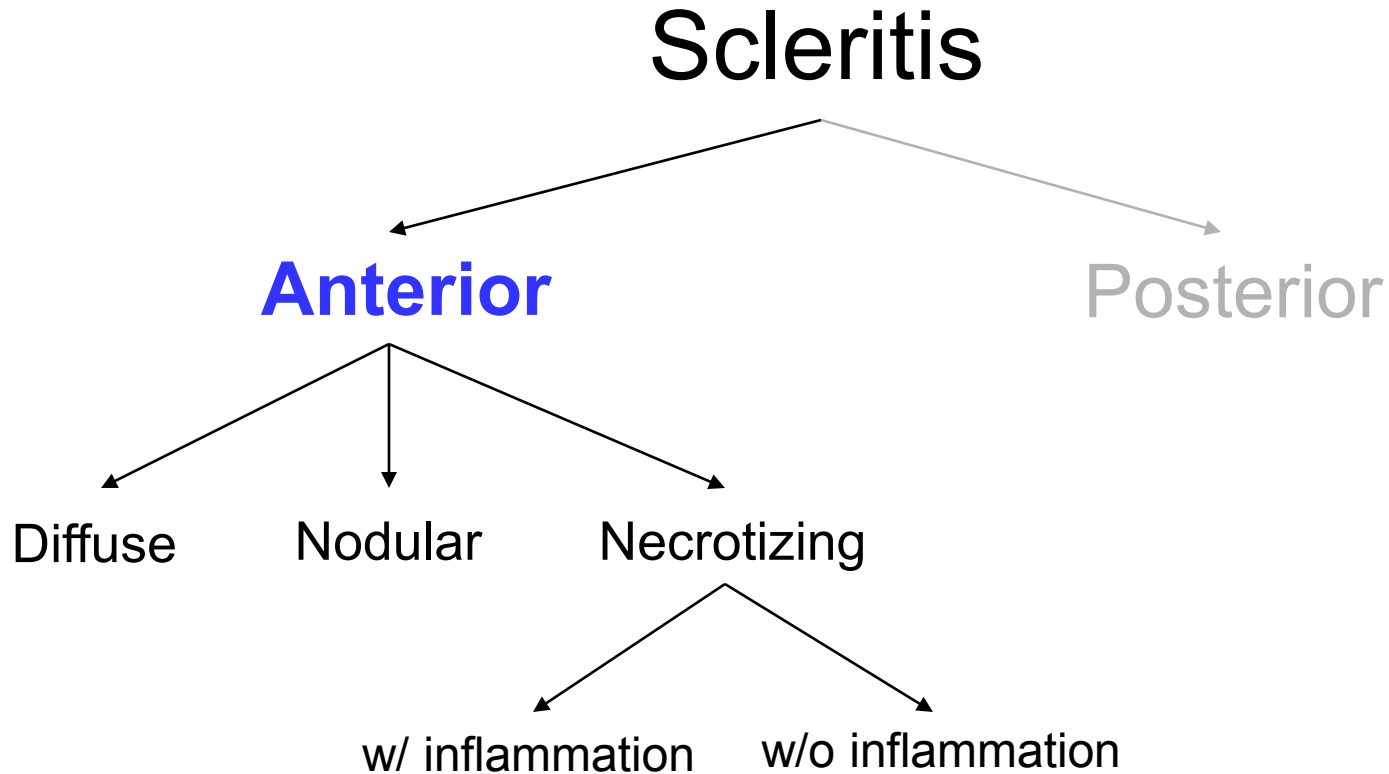 Scleritis
Anterior
Posterior
Diffuse
Nodular
Necrotizing
w/ inflammation
w/o inflammation